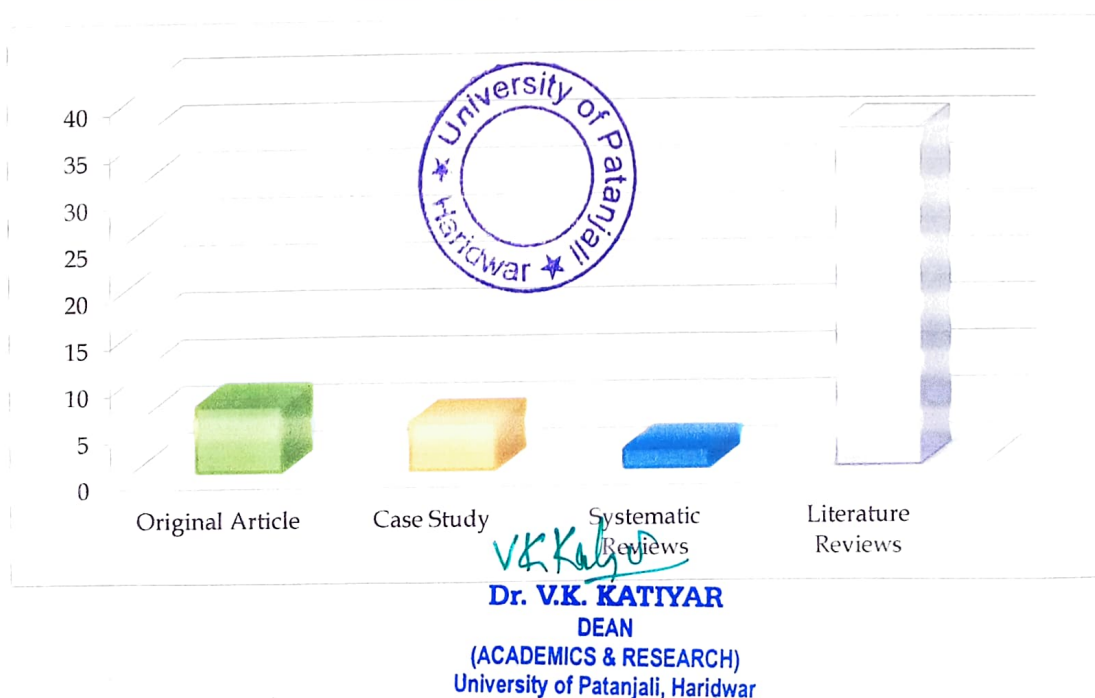 University of Patanjali
Haridwar
40
35
30
25
20
15
10
5
0
Original Article
Case Study
Systematic
Reviews
Literature
Reviews
Dr. V.K. KATIYAR
DEAN
(ACADEMICS & RESEARCH)
University of Patanjali, Haridwar